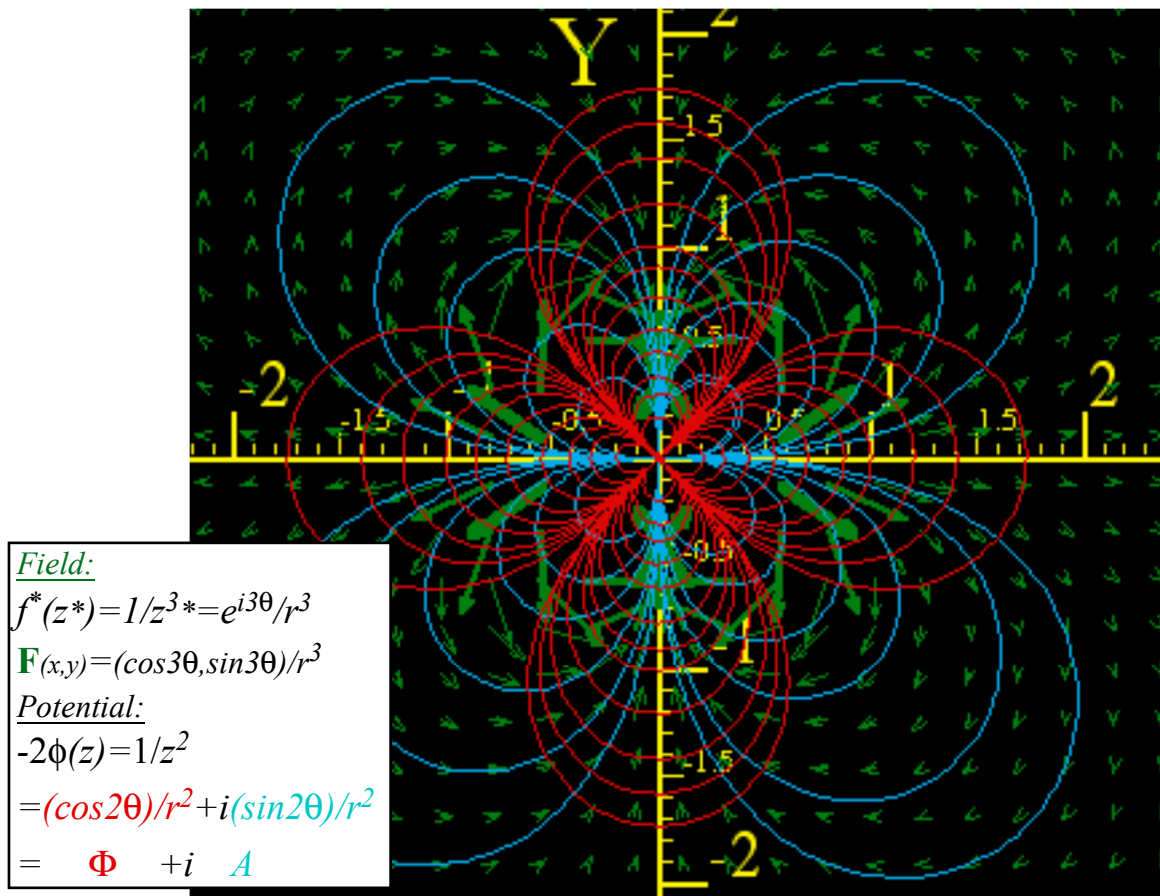 2
Y
1.5
1
0.5
-2 -1.5 -1 -0.5 0.5 1 1.5 2
-0.5
-1
-1.5
-2
Field:
f*(z*)=1/z³*=e^{i3θ}/r³
F(x,y)=(cos3θ,sin3θ)/r³
Potential:
-2ϕ(z)=1/z²
=(cos2θ)/r²+i(sin2θ)/r²
= Φ +i A